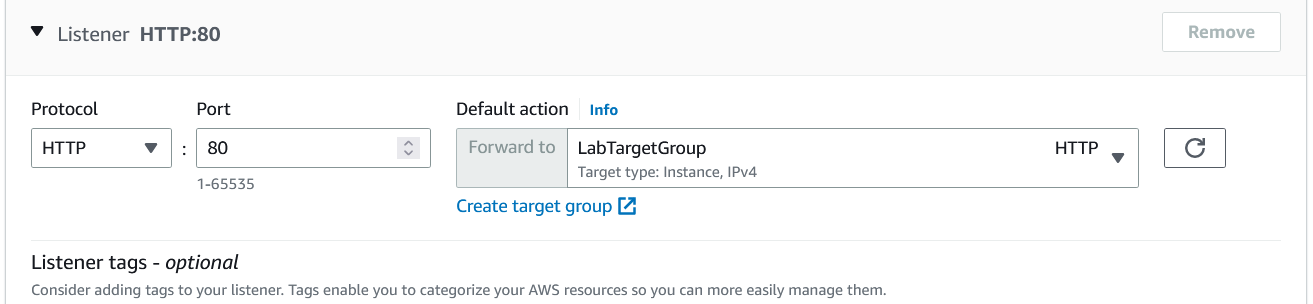 Listener HTTP:80
Remove
Protocol
Port
Default action
Info
HTTP
:
80
Forward to
LabTargetGroup
HTTP
Target type: Instance, IPv4
1-65535
Create target group
Listener tags - optional
Consider adding tags to your listener. Tags enable you to categorize your AWS resources so you can more easily manage them.